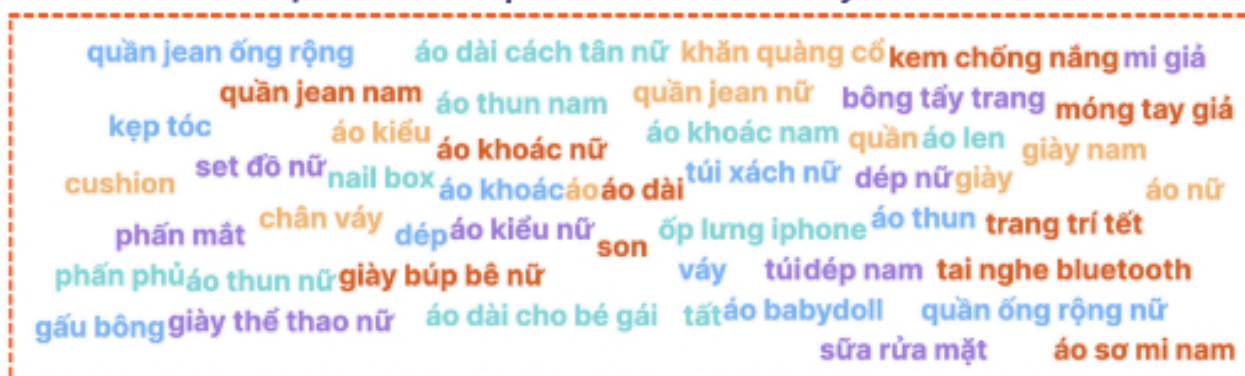 quần jean ống rộng áo dài cách tân nữ khăn quàng cổ kem chống nắng mi giả
quần jean nam áo thun nam quần jean nữ bông tẩy trang móng tay giả
kẹp tóc áo kiểu áo khoác nữ áo khoác nam quần áo len giày nam
cushion set đồ nữ nail box áo khoác áo áo dài túi xách nữ dép nữ giày áo nữ
phấn mắt chân váy dép áo kiểu nữ son ốp lưng iphone áo thun trang trí tết
phấn phủ áo thun nữ giày búp bê nữ váy túi dép nam tai nghe bluetooth
gấu bông giày thể thao nữ áo dài cho bé gái tất áo babydoll quần ống rộng nữ
sữa rửa mặt áo sơ mi nam